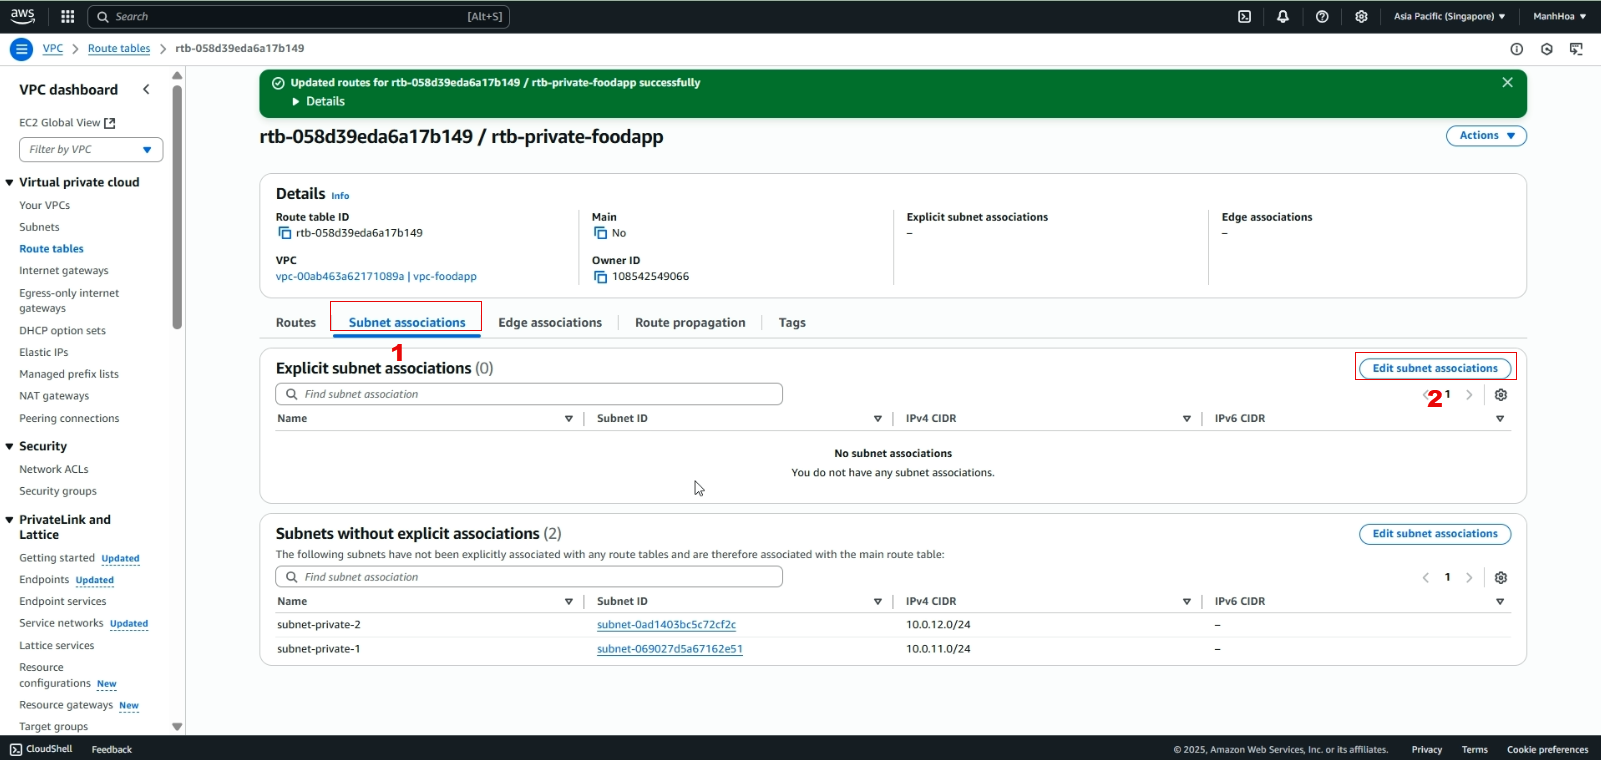 aws
Search [Alt+S]
Asia Pacific (Singapore) ▼ ManhHoa ▼
VPC > Route tables > rtb-058d39eda6a17b149
VPC dashboard
EC2 Global View
Filter by VPC
Virtual private cloud
Your VPCs
Subnets
Route tables
Internet gateways
Egress-only internet
gateways
DHCP option sets
Elastic IPs
Managed prefix lists
NAT gateways
Peering connections
Security
Network ACLs
Security groups
PrivateLink and
Lattice
Getting started Updated
Endpoints Updated
Endpoint services
Service networks Updated
Lattice services
Resource
configurations New
Resource gateways New
Target groups
Updated routes for rtb-058d39eda6a17b149 / rtb-private-foodapp successfully
Details
rtb-058d39eda6a17b149 / rtb-private-foodapp
Actions
Details Info
Route table ID
rtb-058d39eda6a17b149
Main
No
Explicit subnet associations
–
Edge associations
–
VPC
vpc-00ab463a62171089a | vpc-foodapp
Owner ID
108542549066
Routes Subnet associations Edge associations Route propagation Tags
1
Explicit subnet associations (0)
Edit subnet associations
Find subnet association
2 1
Name Subnet ID IPv4 CIDR IPv6 CIDR
No subnet associations
You do not have any subnet associations.
Subnets without explicit associations (2)
Edit subnet associations
The following subnets have not been explicitly associated with any route tables and are therefore associated with the main route table:
Find subnet association
1
Name Subnet ID IPv4 CIDR IPv6 CIDR
subnet-private-2 subnet-0ad1403bc5c72cf2c 10.0.12.0/24 –
subnet-private-1 subnet-069027d5a67162e51 10.0.11.0/24 –
CloudShell Feedback
© 2025, Amazon Web Services, Inc. or its affiliates. Privacy Terms Cookie preferences